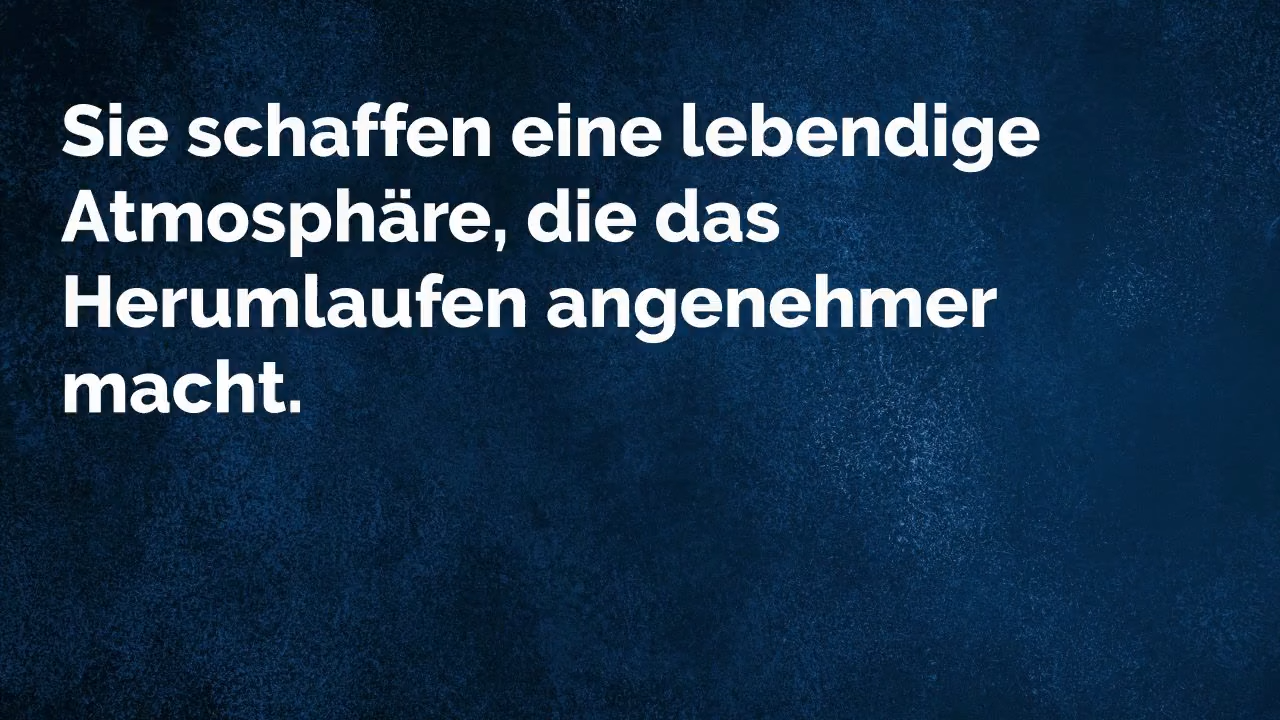 Sie schaffen eine lebendige
Atmosphäre, die das
Herumlaufen angenehmer
macht.